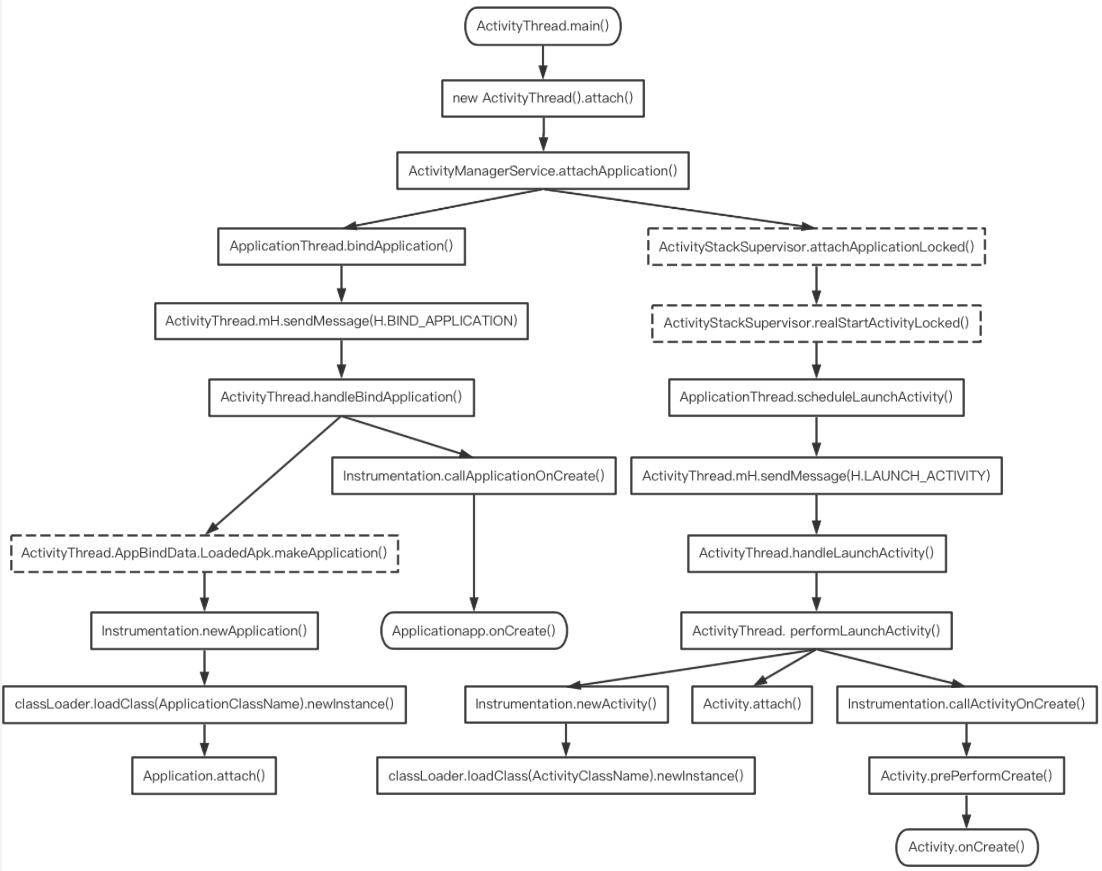 ActivityThread.main()
new ActivityThread().attach()
ActivityManagerService.attachApplication()
ApplicationThread.bindApplication()
ActivityStackSupervisor.attachApplicationLocked()
ActivityThread.mH.sendMessage(H.BIND_APPLICATION)
ActivityStackSupervisor.realStartActivityLocked()
ActivityThread.handleBindApplication()
ApplicationThread.scheduleLaunchActivity()
Instrumentation.callApplicationOnCreate()
ActivityThread.mH.sendMessage(H.LAUNCH_ACTIVITY)
ActivityThread.AppBindData.LoadedApk.makeApplication()
ActivityThread.handleLaunchActivity()
Instrumentation.newApplication()
Applicationapp.onCreate()
ActivityThread. performLaunchActivity()
classLoader.loadClass(ApplicationClassName).newInstance()
Instrumentation.newActivity()
Activity.attach()
Instrumentation.callActivityOnCreate()
Application.attach()
classLoader.loadClass(ActivityClassName).newInstance()
Activity.prePerformCreate()
Activity.onCreate()